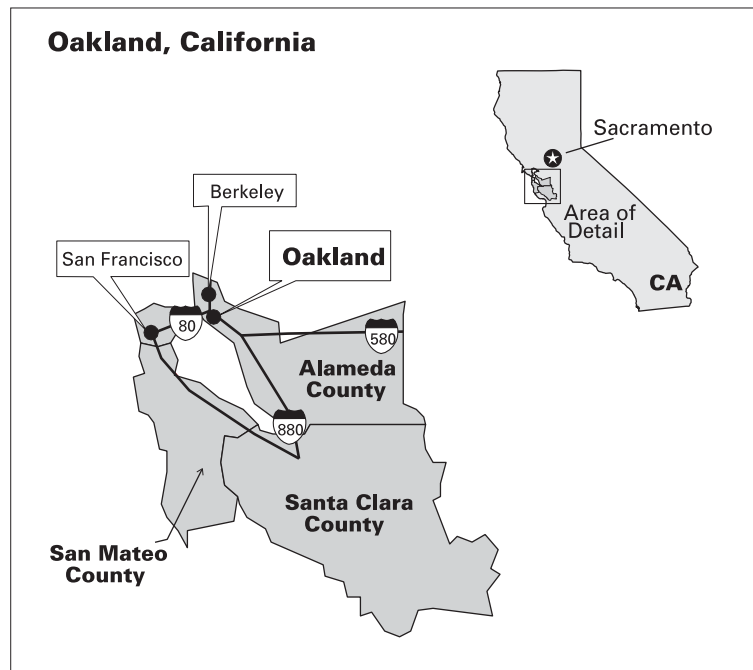 Oakland, California
Sacramento
Area of
Detail
CA
Berkeley
San Francisco
Oakland
80
580
Alameda
County
880
Santa Clara
County
San Mateo
County